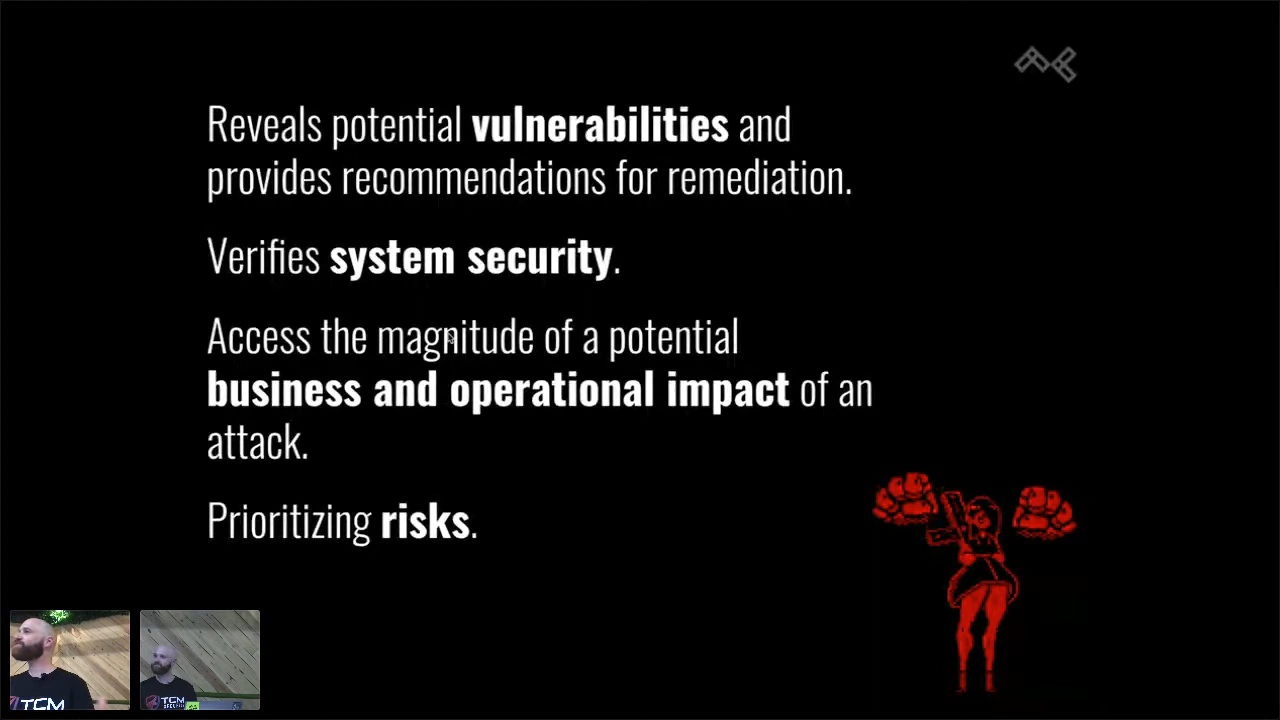 Reveals potential vulnerabilities and
provides recommendations for remediation.
Verifies system security.
Access the magnitude of a potential
business and operational impact of an
attack.
Prioritizing risks.
TCM
TCM